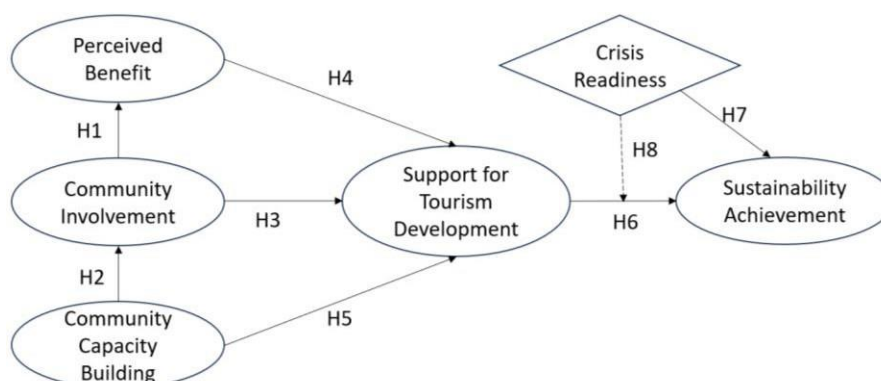 Perceived
Benefit
Crisis
Readiness
H4
H7
H1
H8
Community
Involvement
Support for
Tourism
Development
Sustainability
Achievement
H3
H6
H2
H5
Community
Capacity
Building